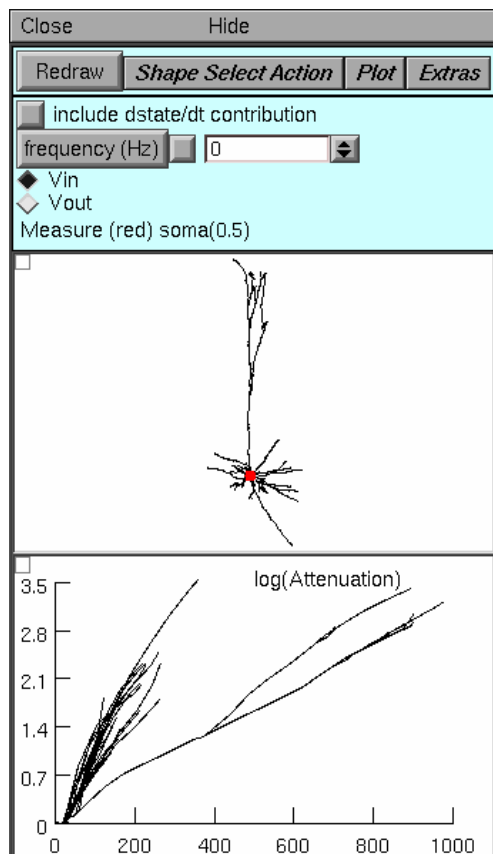 Close Hide
Redraw Shape Select Action Plot Extras
include dstate/dt contribution
frequency (Hz) 0
Vin
Vout
Measure (red) soma(0.5)
log(Attenuation)
3.5
2.8
2.1
1.4
0.7
0
0 200 400 600 800 1000